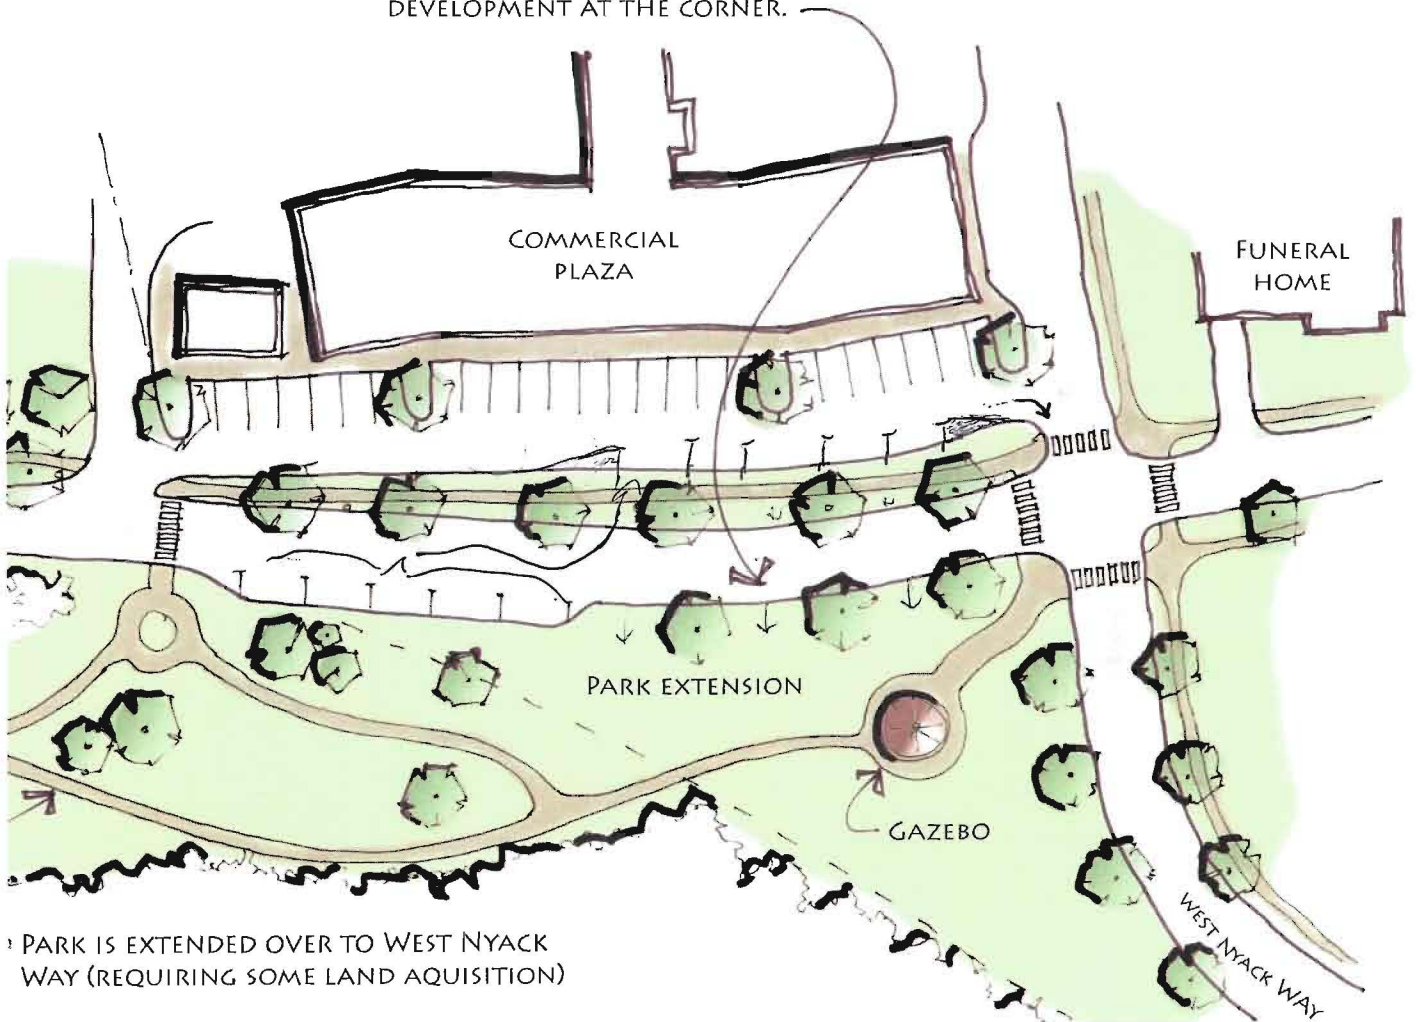 DEVELOPMENT AT THE CORNER.
COMMERCIAL
PLAZA
FUNERAL
HOME
PARK EXTENSION
GAZEBO
WEST NYACK WAY
PARK IS EXTENDED OVER TO WEST NYACK
WAY (REQUIRING SOME LAND AQUISITION)